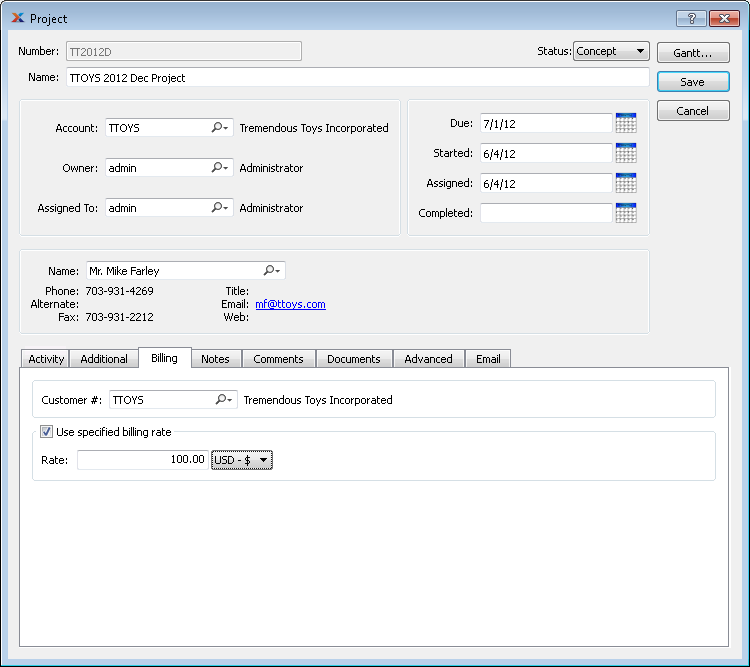 Project
?
Number: TT2012D
Status: Concept
Gantt...
Name: TTOYS 2012 Dec Project
Save
Cancel
Account: TTOYS Tremendous Toys Incorporated
Owner: admin Administrator
Assigned To: admin Administrator
Due: 7/1/12
Started: 6/4/12
Assigned: 6/4/12
Completed:
Name: Mr. Mike Farley
Phone: 703-931-4269 Title:
Alternate: Email: mf@ttoys.com
Fax: 703-931-2212 Web:
Activity Additional Billing Notes Comments Documents Advanced Email
Customer #: TTOYS Tremendous Toys Incorporated
Use specified billing rate
Rate: 100.00 USD - $